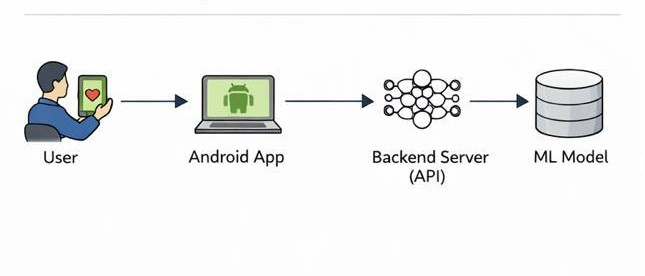 User
Android App
Backend Server
(API)
ML Model